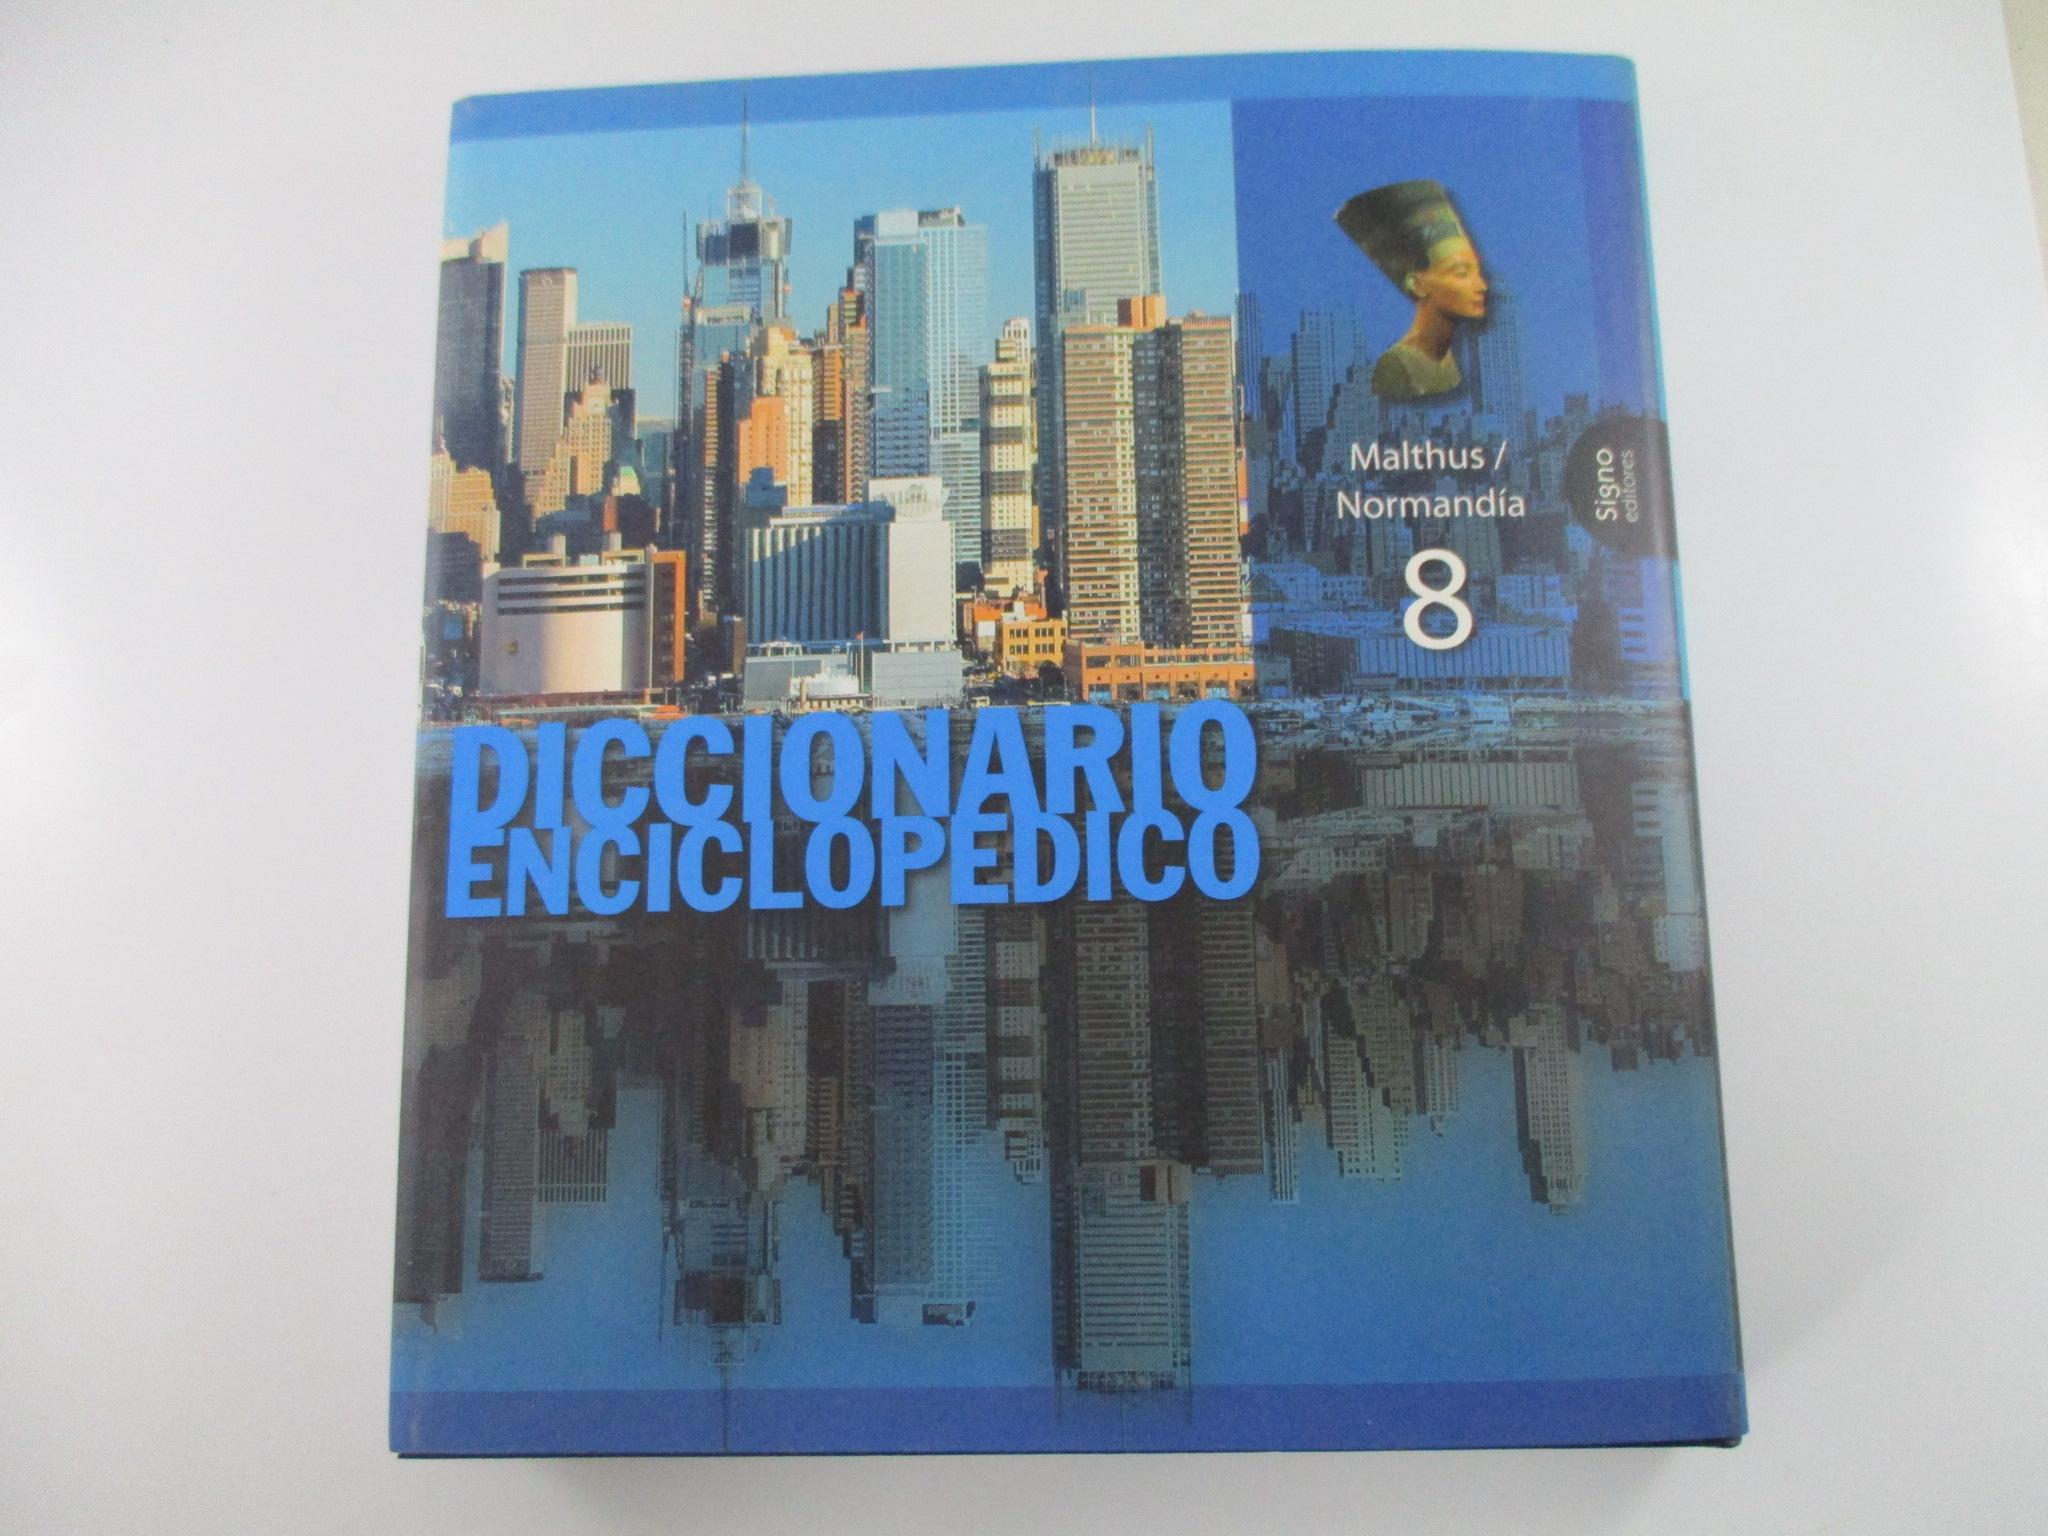 Malthus /
Normandía
8
Signo
editores
DICCIONARIO
ENCICLOPEDICO